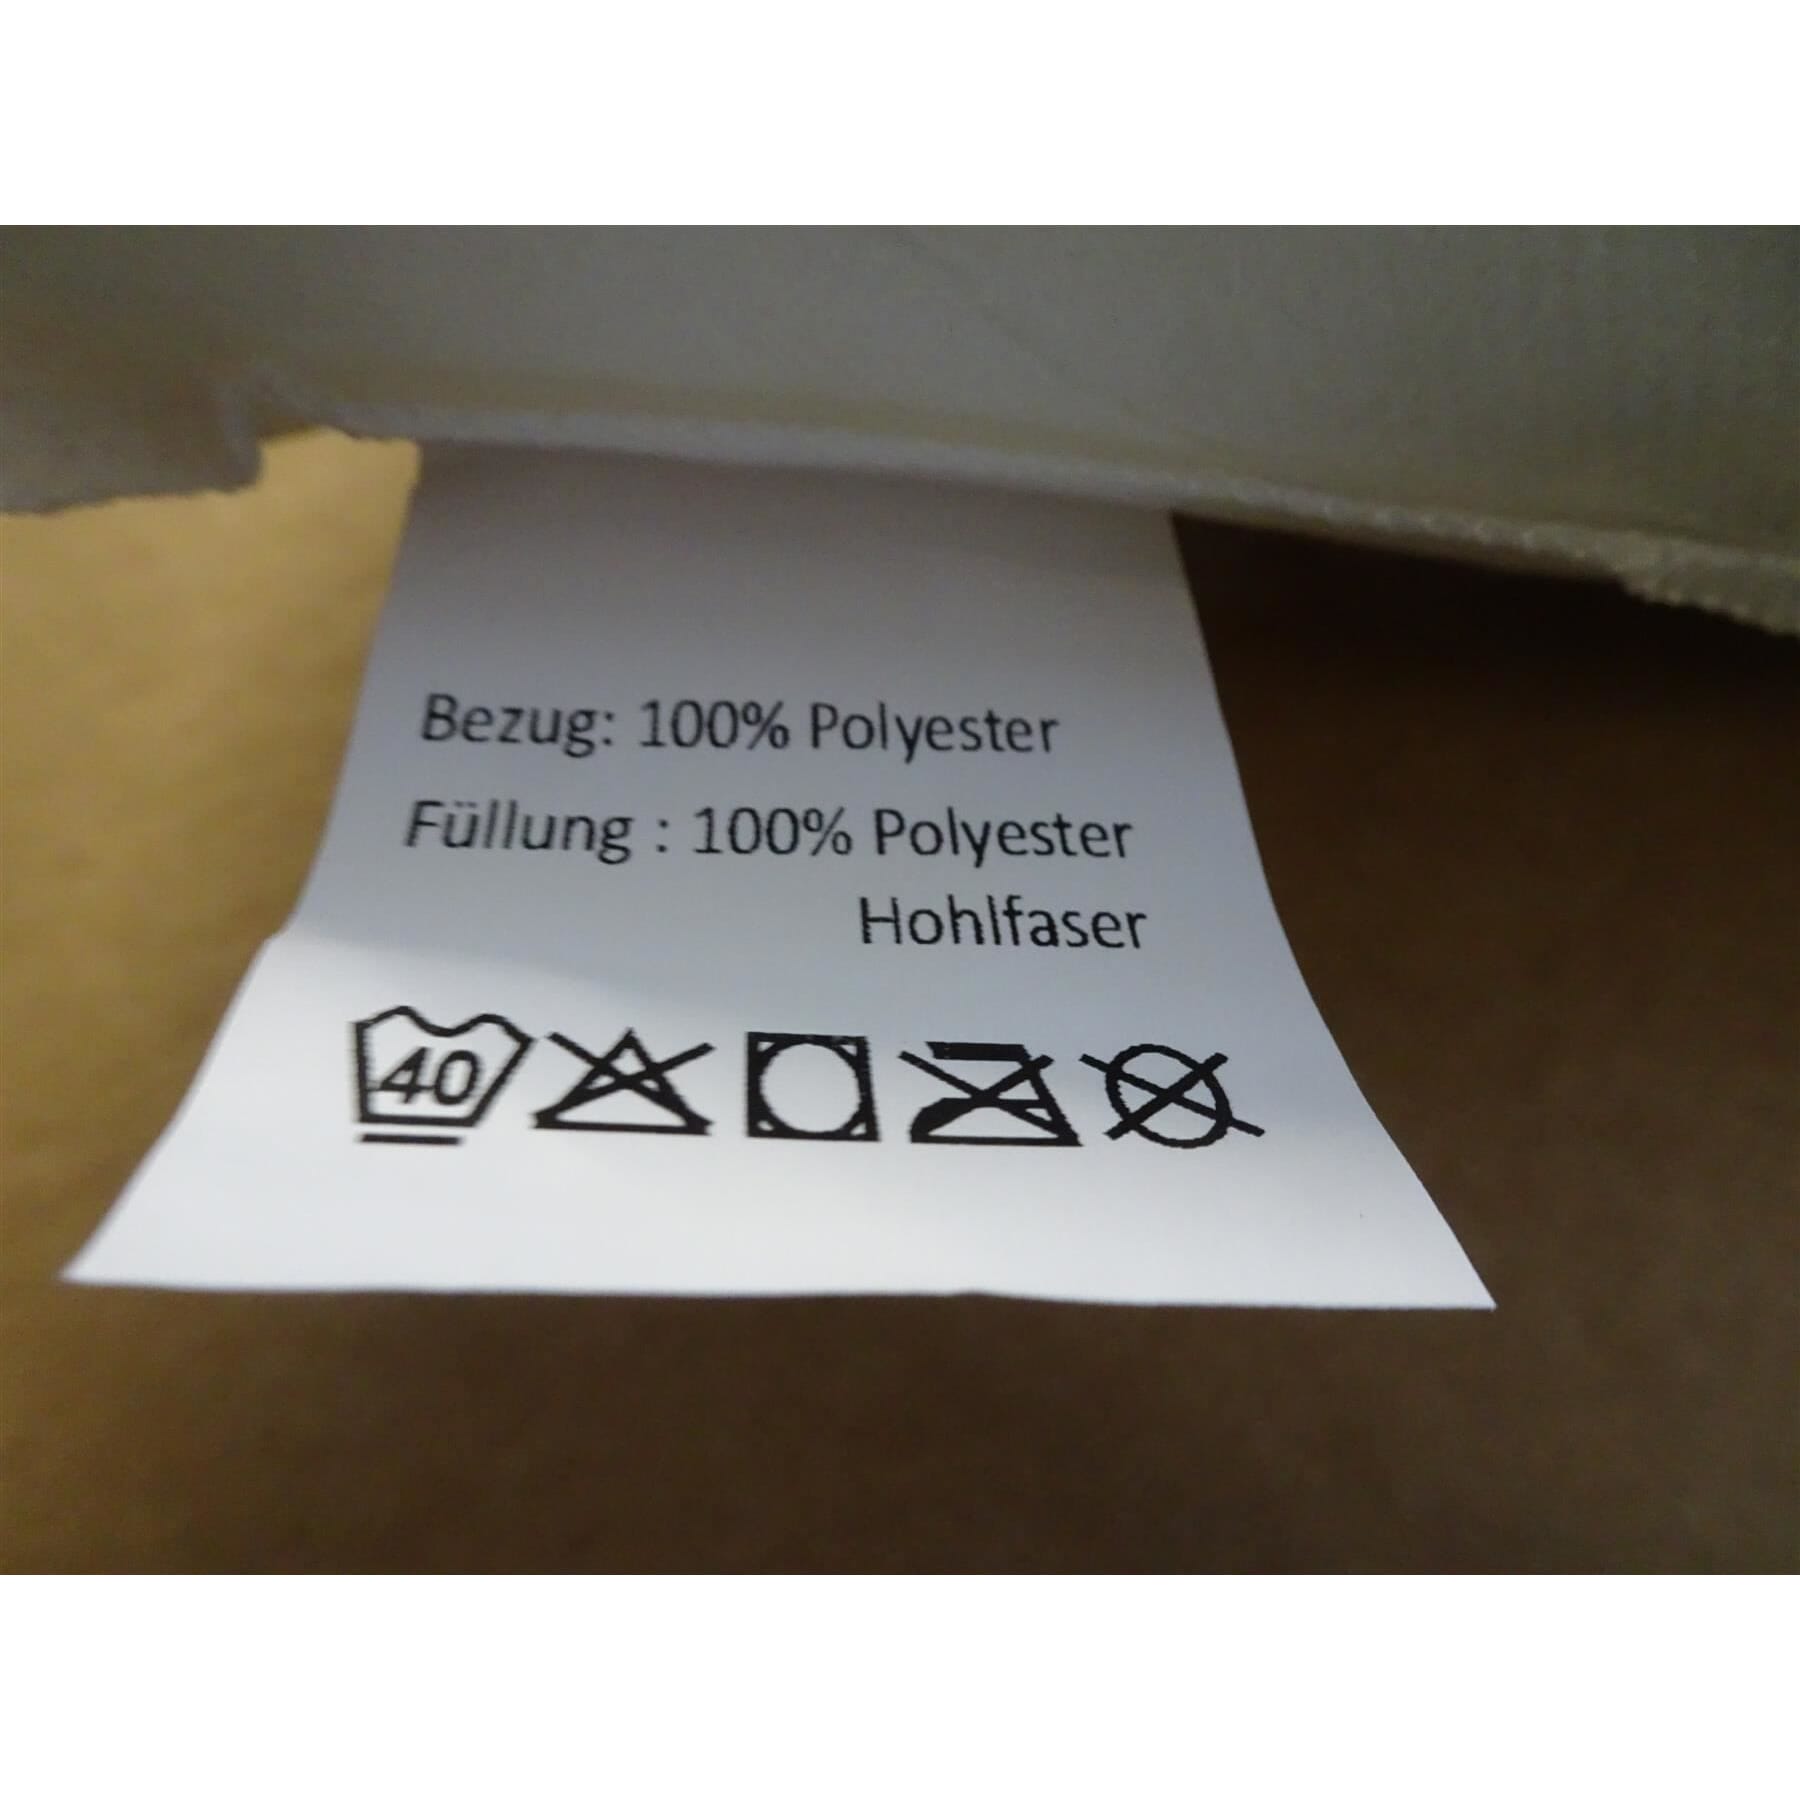 Bezug: 100% Polyester
Füllung : 100% Polyester
Hohlfaser
40